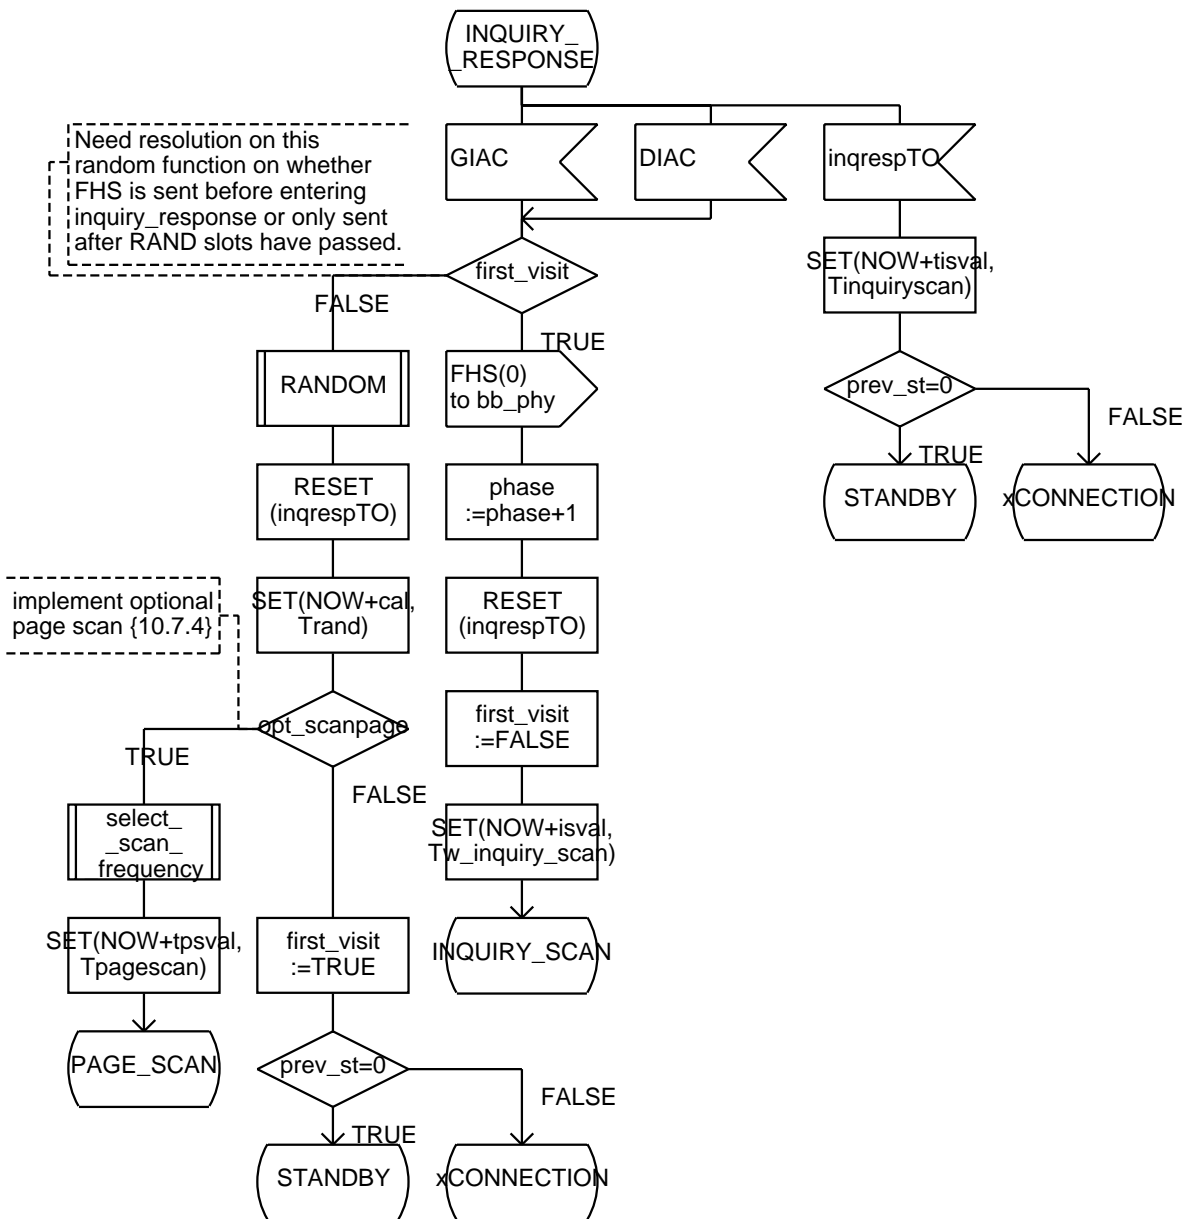 INQUIRY_
_RESPONSE
Need resolution on this
random function on whether
FHS is sent before entering
inquiry_response or only sent
after RAND slots have passed.
GIAC
DIAC
inqrespTO
first_visit
SET(NOW+tisval,
Tinquiryscan)
FALSE
TRUE
RANDOM
FHS(0)
to bb_phy
prev_st=0
FALSE
TRUE
RESET
(inqrespTO)
phase
:=phase+1
STANDBY
xCONNECTION
implement optional
page scan {10.7.4}
SET(NOW+cal,
Trand)
RESET
(inqrespTO)
opt_scanpage
first_visit
:=FALSE
TRUE
FALSE
select_
_scan_
frequency
SET(NOW+isval,
Tw_inquiry_scan)
SET(NOW+tpsval,
Tpagescan)
first_visit
:=TRUE
INQUIRY_SCAN
PAGE_SCAN
prev_st=0
FALSE
TRUE
STANDBY
xCONNECTION